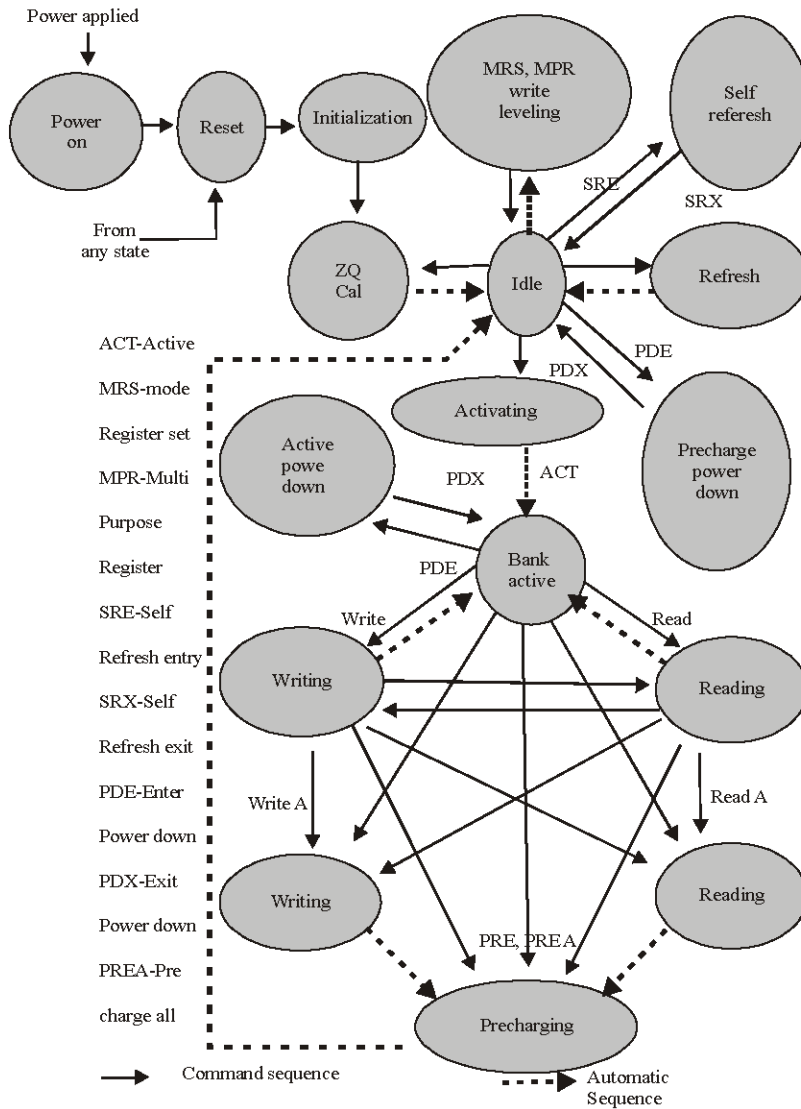 Power applied
Power
on
Reset
Initialization
MRS, MPR
write
leveling
Self
referesh
SRE
SRX
From
any state
ZQ
Cal
Idle
Refresh
PDE
PDX
Activating
ACT
Active
powe
down
PDX
Precharge
power
down
PDE
Bank
active
Write
Read
Writing
Reading
Write A
Read A
Writing
Reading
PRE, PREA
Precharging
ACT-Active
MRS-mode
Register set
MPR-Multi
Purpose
Register
SRE-Self
Refresh entry
SRX-Self
Refresh exit
PDE-Enter
Power down
PDX-Exit
Power down
PREA-Pre
charge all
Command sequence
Automatic
Sequence